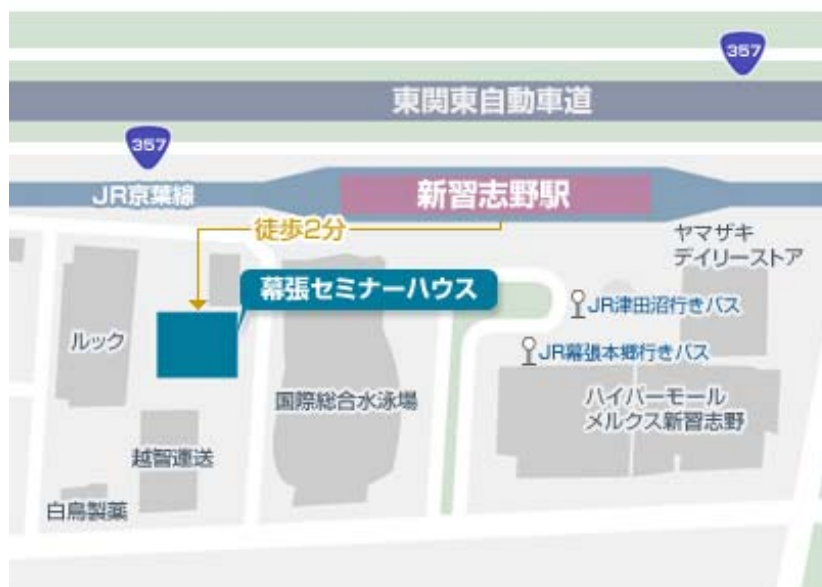 357
東関東自動車道
357
JR京葉線
新習志野駅
徒歩2分
ヤマザキ
デイリーストア
幕張セミナーハウス
JR津田沼行きバス
ルック
JR幕張本郷行きバス
国際総合水泳場
ハイパーモール
メルクス新習志野
越智運送
白鳥製薬